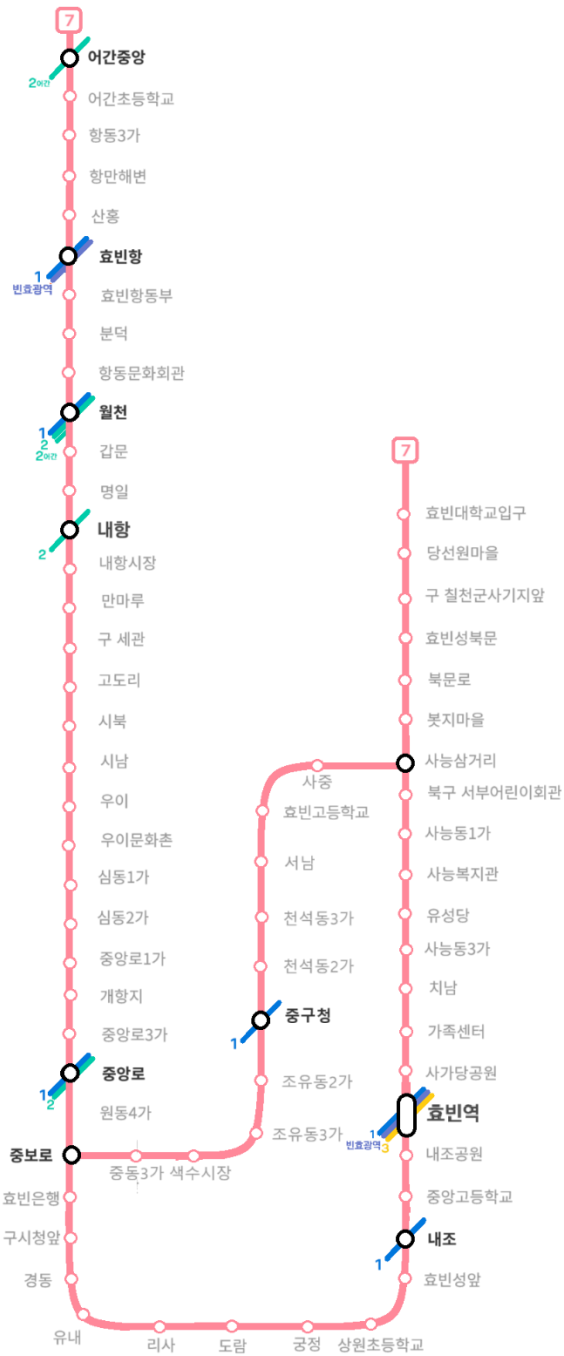 7
어간중앙
2어간
어간초등학교
항동3가
항만해변
산홍
효빈항
1
빈효광역
효빈항동부
분덕
항동문화회관
월천
1
2
2어간
갑문
명일
내항
2
내항시장
만마루
구 세관
고도리
시북
시남
우이
우이문화촌
심동1가
심동2가
중앙로1가
개항지
중앙로3가
중앙로
1
2
원동4가
중보로
중동3가
색수시장
조유동3가
조유동2가
중구청
1
천석동2가
천석동3가
서남
효빈고등학교
사중
효빈은행
구시청앞
경동
유내
리사
도람
궁정
상원초등학교
7
효빈대학교입구
당선원마을
구 칠천군사기지앞
효빈성북문
북문로
봇지마을
사능삼거리
북구 서부어린이회관
사능동1가
사능복지관
유성당
사능동3가
치남
가족센터
사가당공원
효빈역
1
빈효광역3
내조공원
중앙고등학교
내조
1
효빈성앞